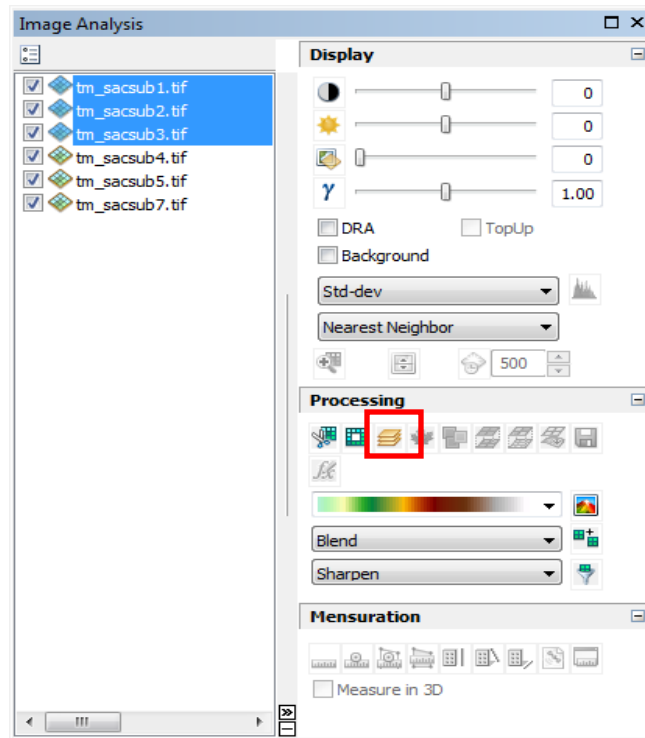 Image Analysis
tm_sacsub1.tif
tm_sacsub2.tif
tm_sacsub3.tif
tm_sacsub4.tif
tm_sacsub5.tif
tm_sacsub7.tif
Display
0
0
0
γ 1.00
DRA TopUp
Background
Std-dev
Nearest Neighbor
500
Processing
fx
Blend
Sharpen
Mensuration
Measure in 3D